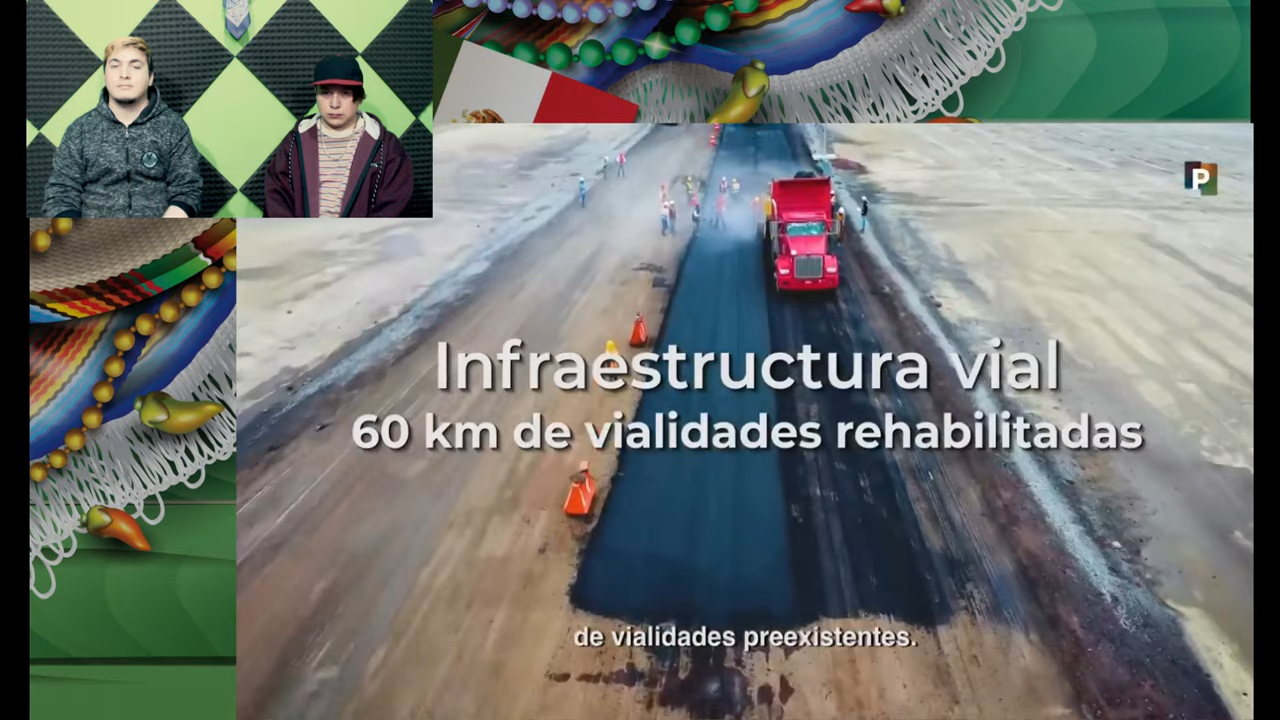 P
Infraestructura vial
60 km de vialidades rehabilitadas
de vialidades preexistentes.